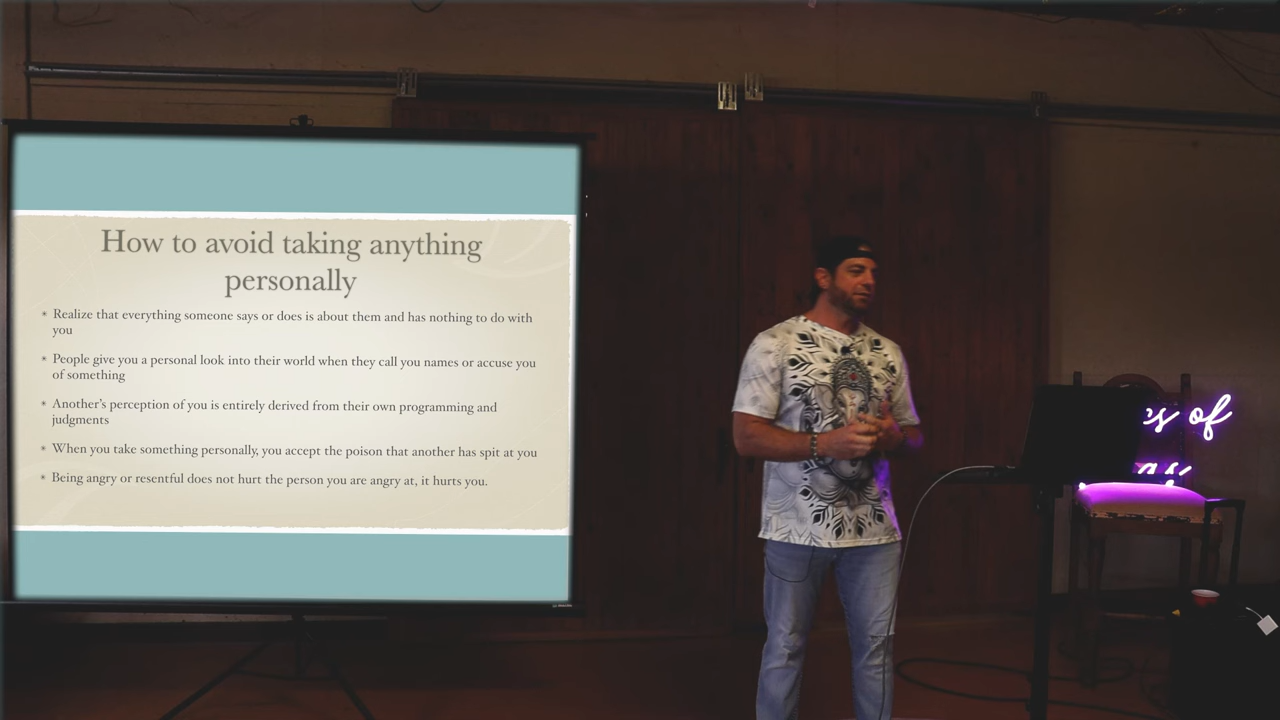 How to avoid taking anything
personally
* Realize that everything someone says or does is about them and has nothing to do with
you
* People give you a personal look into their world when they call you names or accuse you
of something
* Another's perception of you is entirely derived from their own programming and
judgments
* When you take something personally, you accept the poison that another has spit at you
* Being angry or resentful does not hurt the person you are angry at, it hurts you.
of